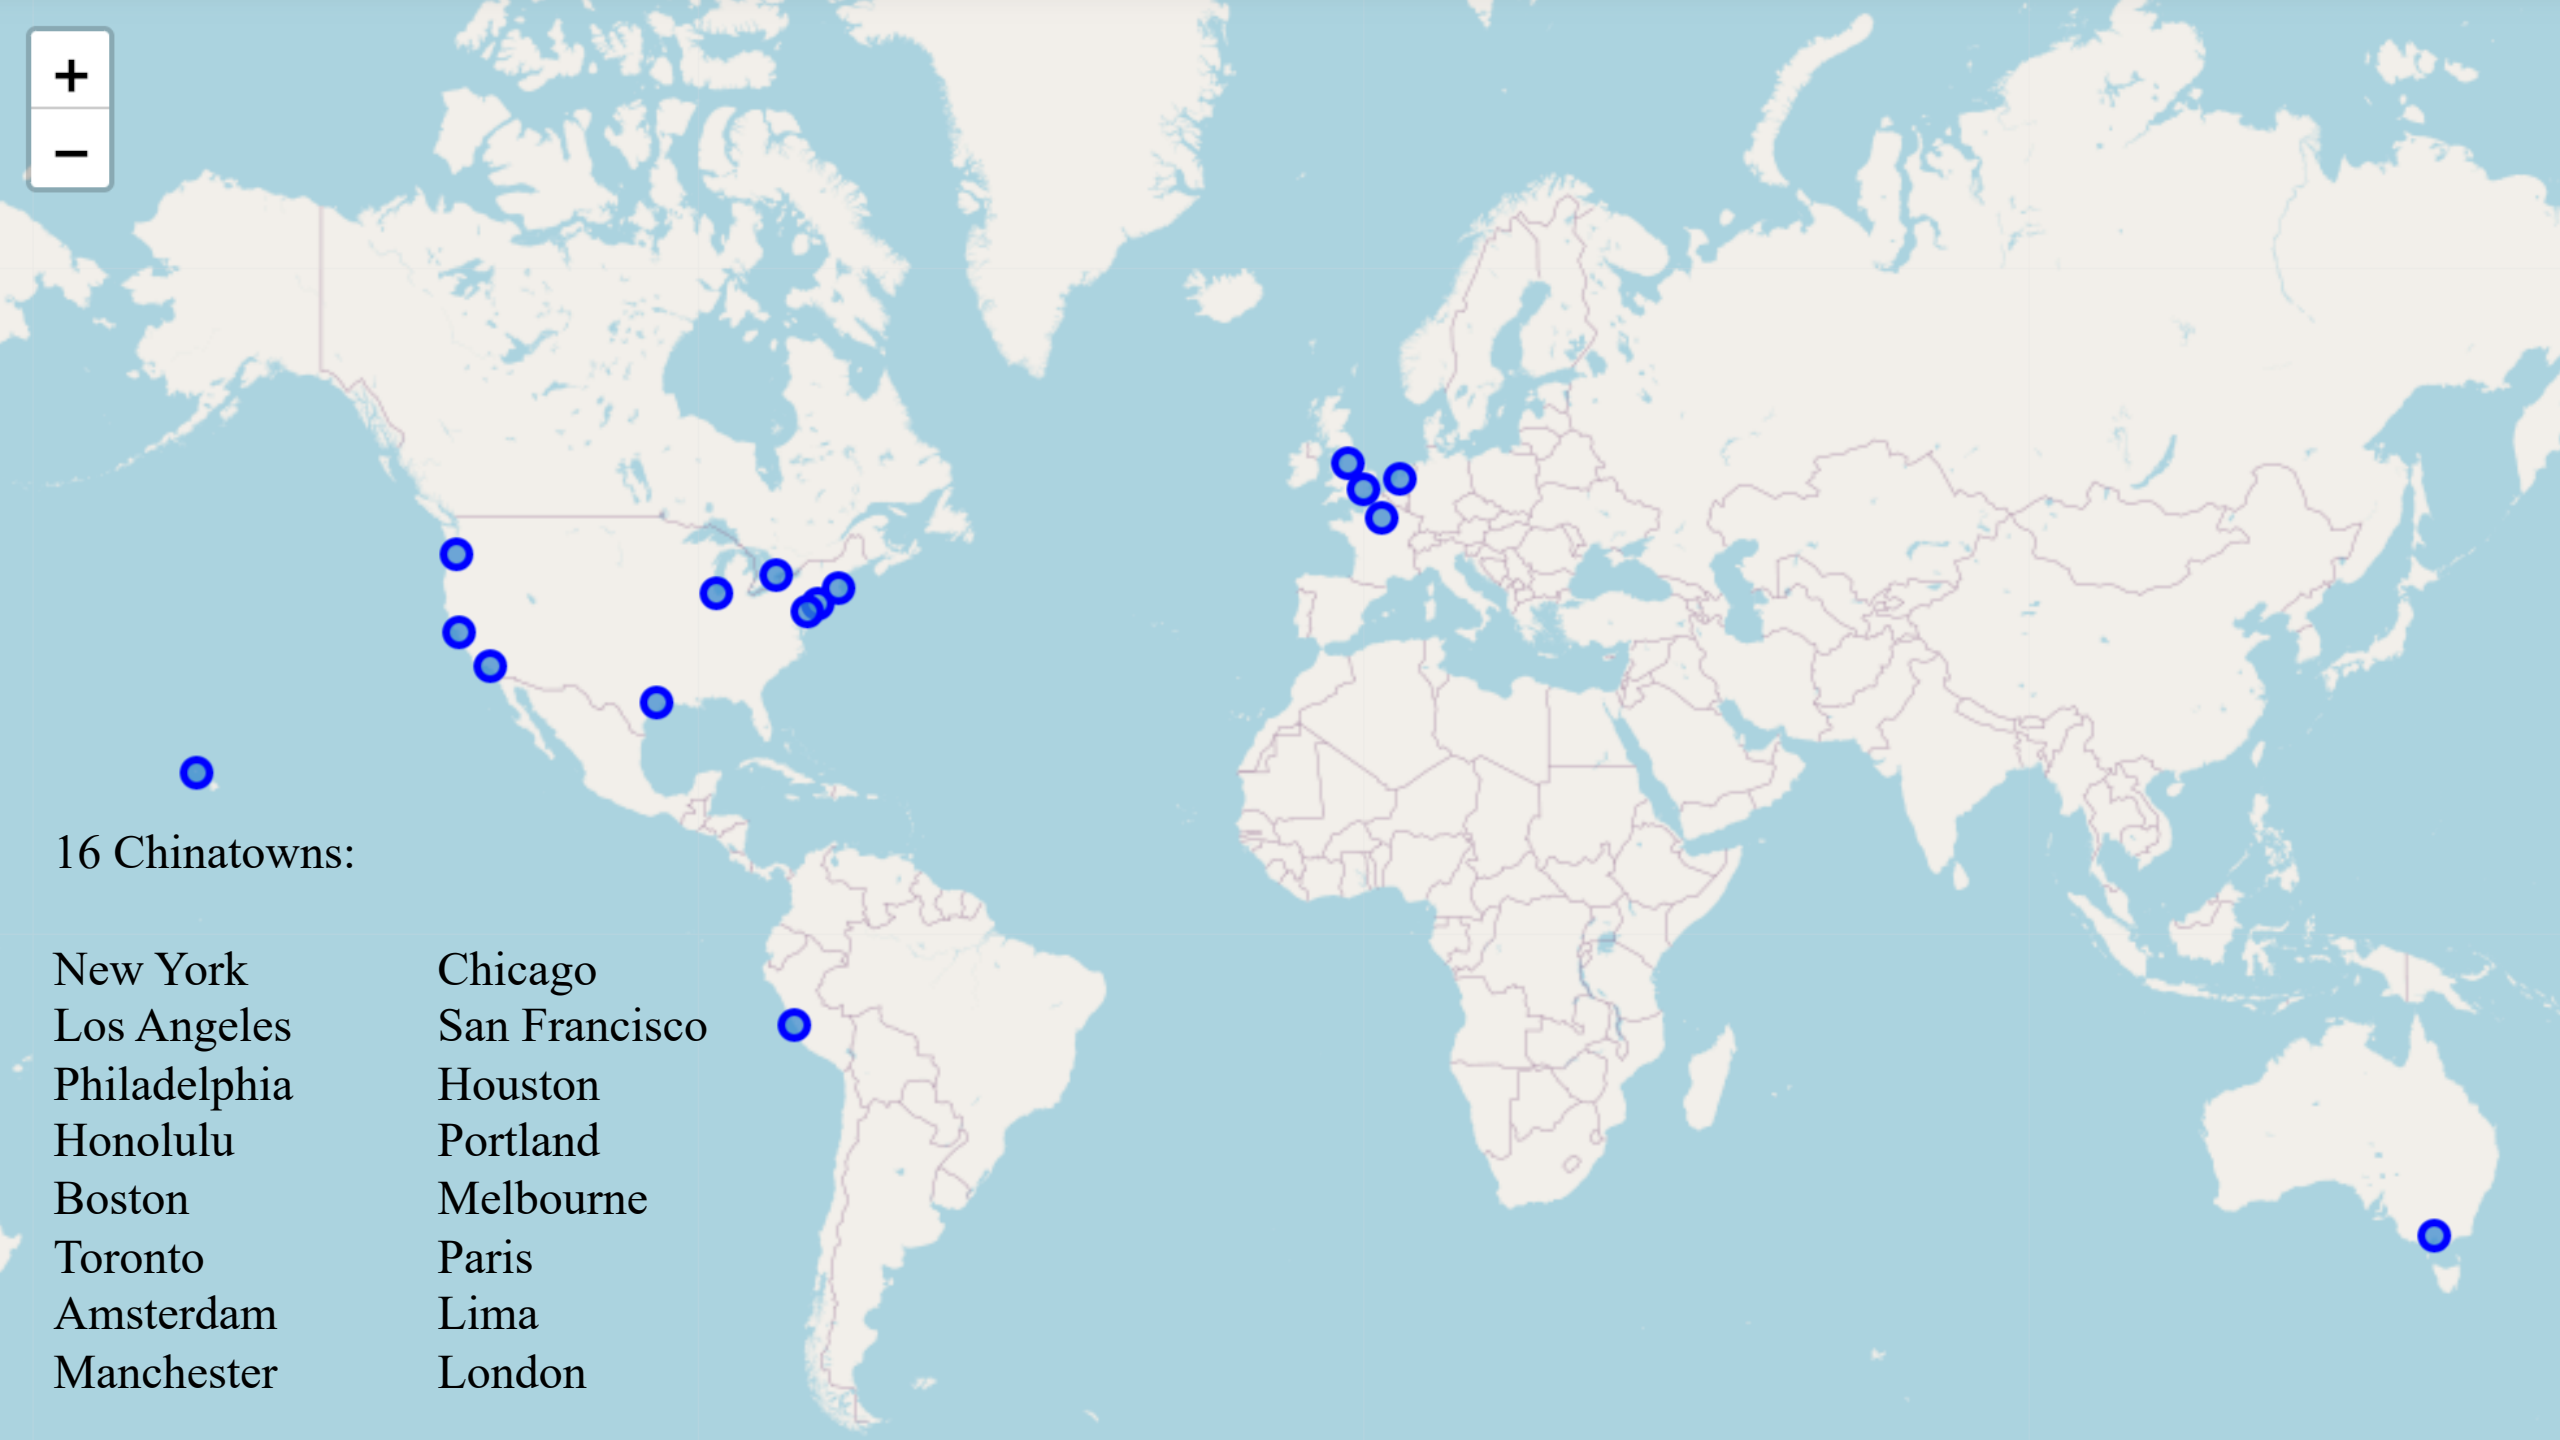 +
−
16 Chinatowns:
New York
Los Angeles
Philadelphia
Honolulu
Boston
Toronto
Amsterdam
Manchester
Chicago
San Francisco
Houston
Portland
Melbourne
Paris
Lima
London